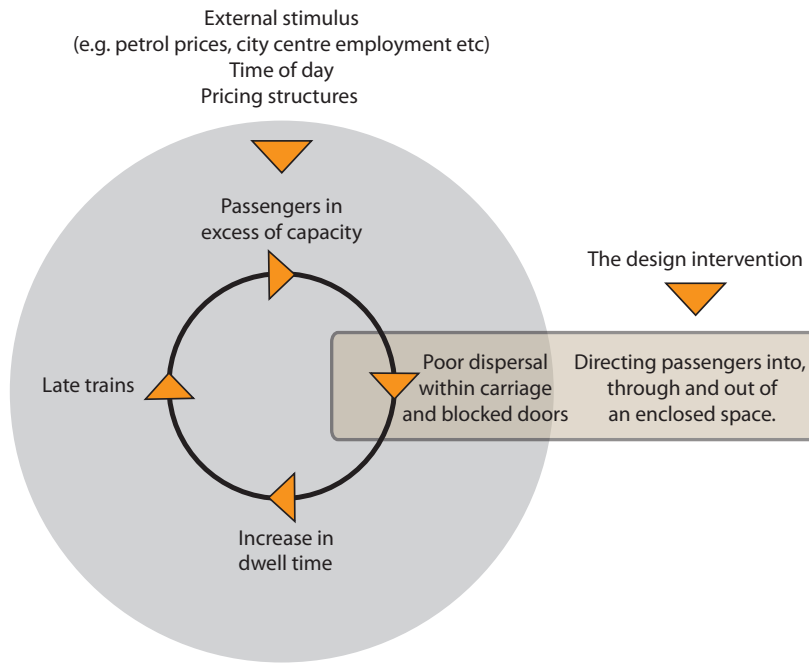 External stimulus
(e.g. petrol prices, city centre employment etc)
Time of day
Pricing structures
Passengers in
excess of capacity
The design intervention
Late trains
Poor dispersal
within carriage
and blocked doors
Directing passengers into,
through and out of
an enclosed space.
Increase in
dwell time